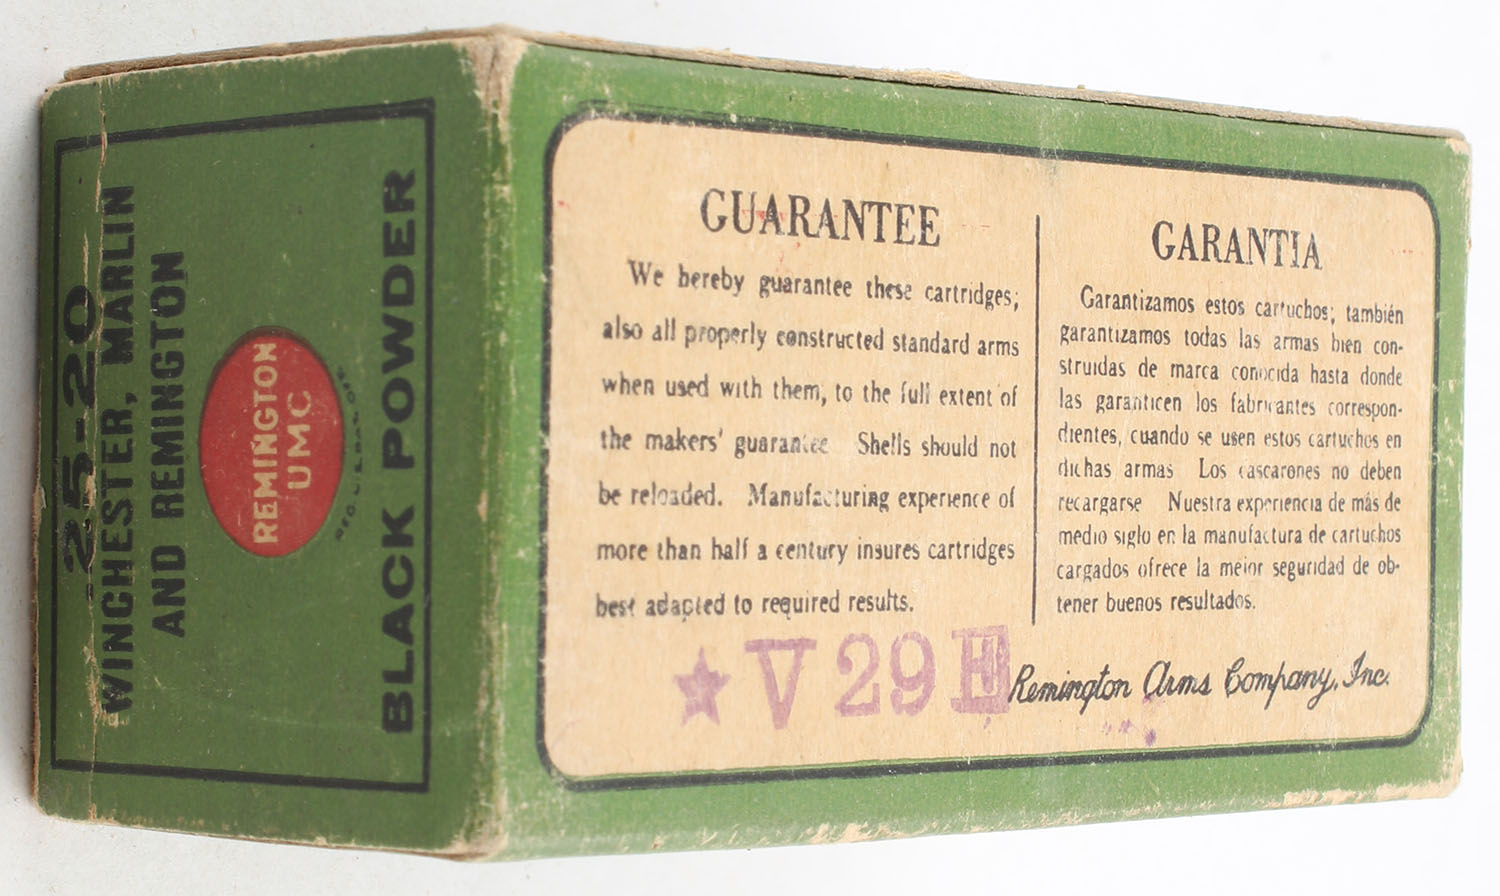 .25-20
WINCHESTER, MARLIN
AND REMINGTON
REMINGTON
UMC
BLACK POWDER
GUARANTEE
We hereby guarantee these cartridges;
also all properly constructed standard arms
when used with them, to the full extent of
the makers' guarantee Shells should not
be reloaded. Manufacturing experience of
more than half a century insures cartridges
best adapted to required results.
GARANTIA
Garantizamos estos cartuchos; también
garantizamos todas las armas bien con-
struidas de marca conocida hasta donde
las garanticen los fabricantes correspon-
dientes, cuando se usen estos cartuchos en
dichas armas Los cascarones no deben
recargarse Nuestra experiencia de más de
medio siglo en la manufactura de cartuchos
cargados ofrece la mejor seguridad de ob-
tener buenos resultados.
★ V 29 H
Remington Arms Company, Inc.